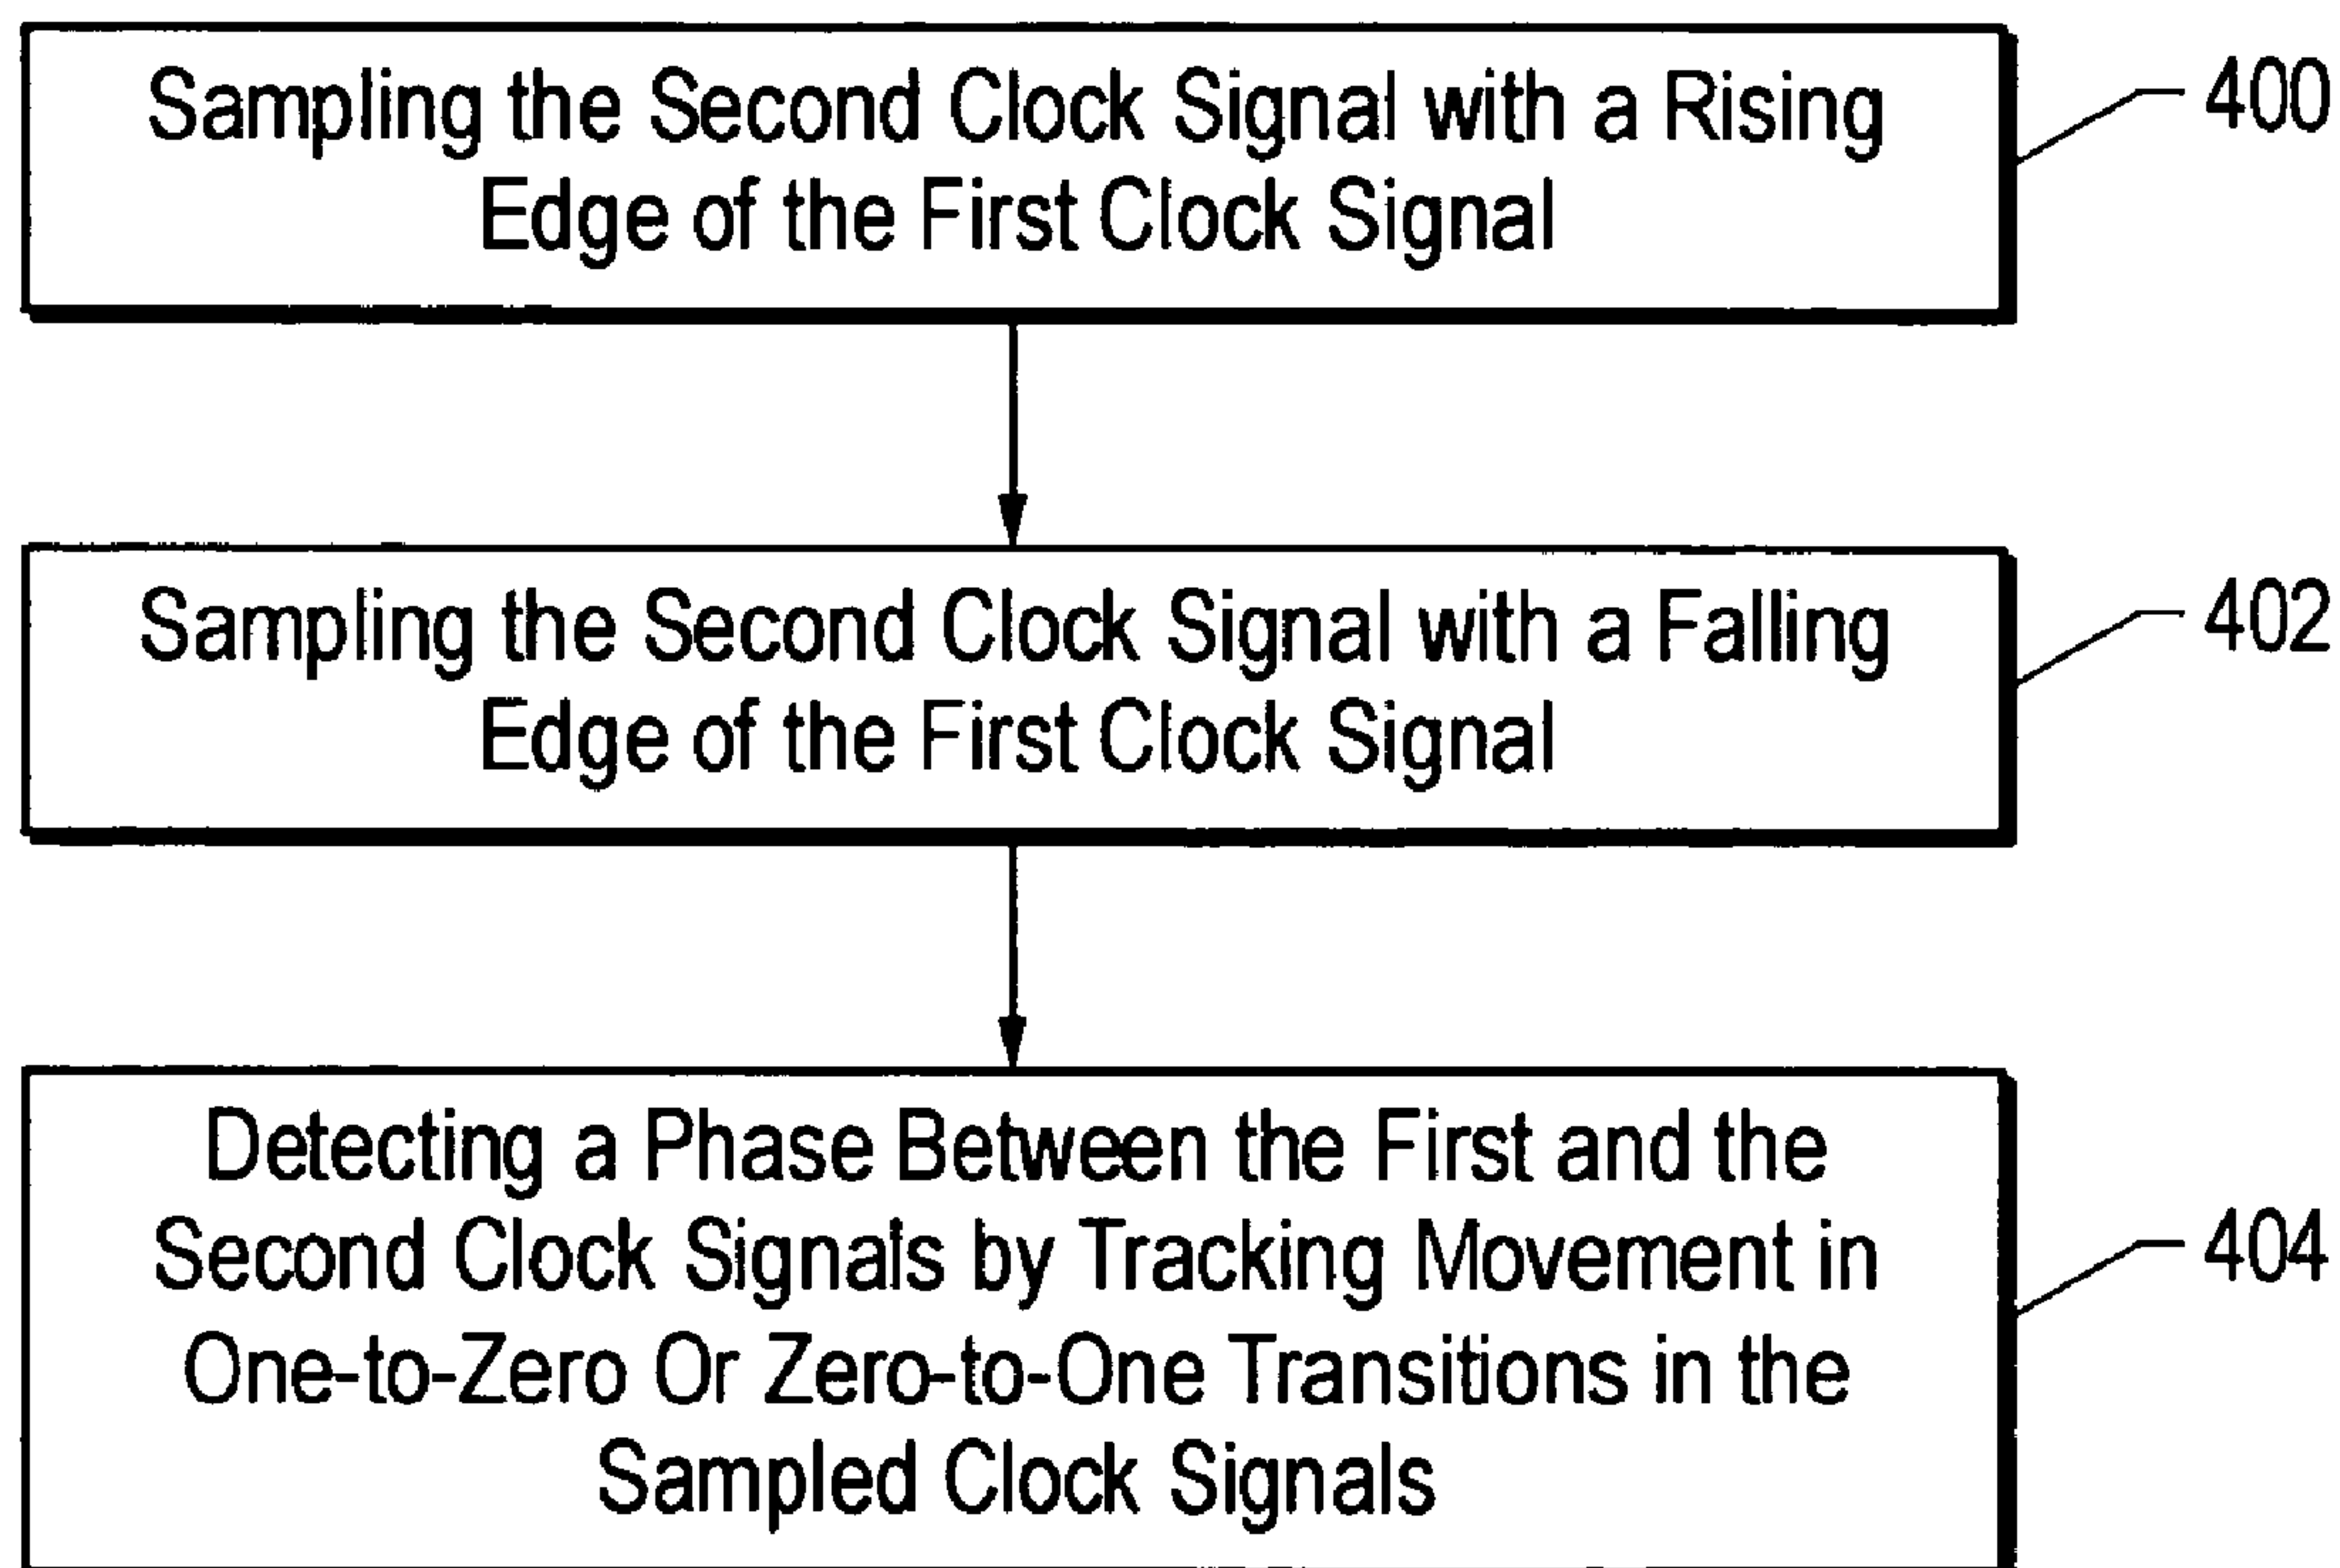 Sampling the Second Clock Signal with a Rising
Edge of the First Clock Signal
400
Sampling the Second Clock Signal with a Falling
Edge of the First Clock Signal
402
Detecting a Phase Between the First and the
Second Clock Signals by Tracking Movement in
One-to-Zero Or Zero-to-One Transitions in the
Sampled Clock Signals
404